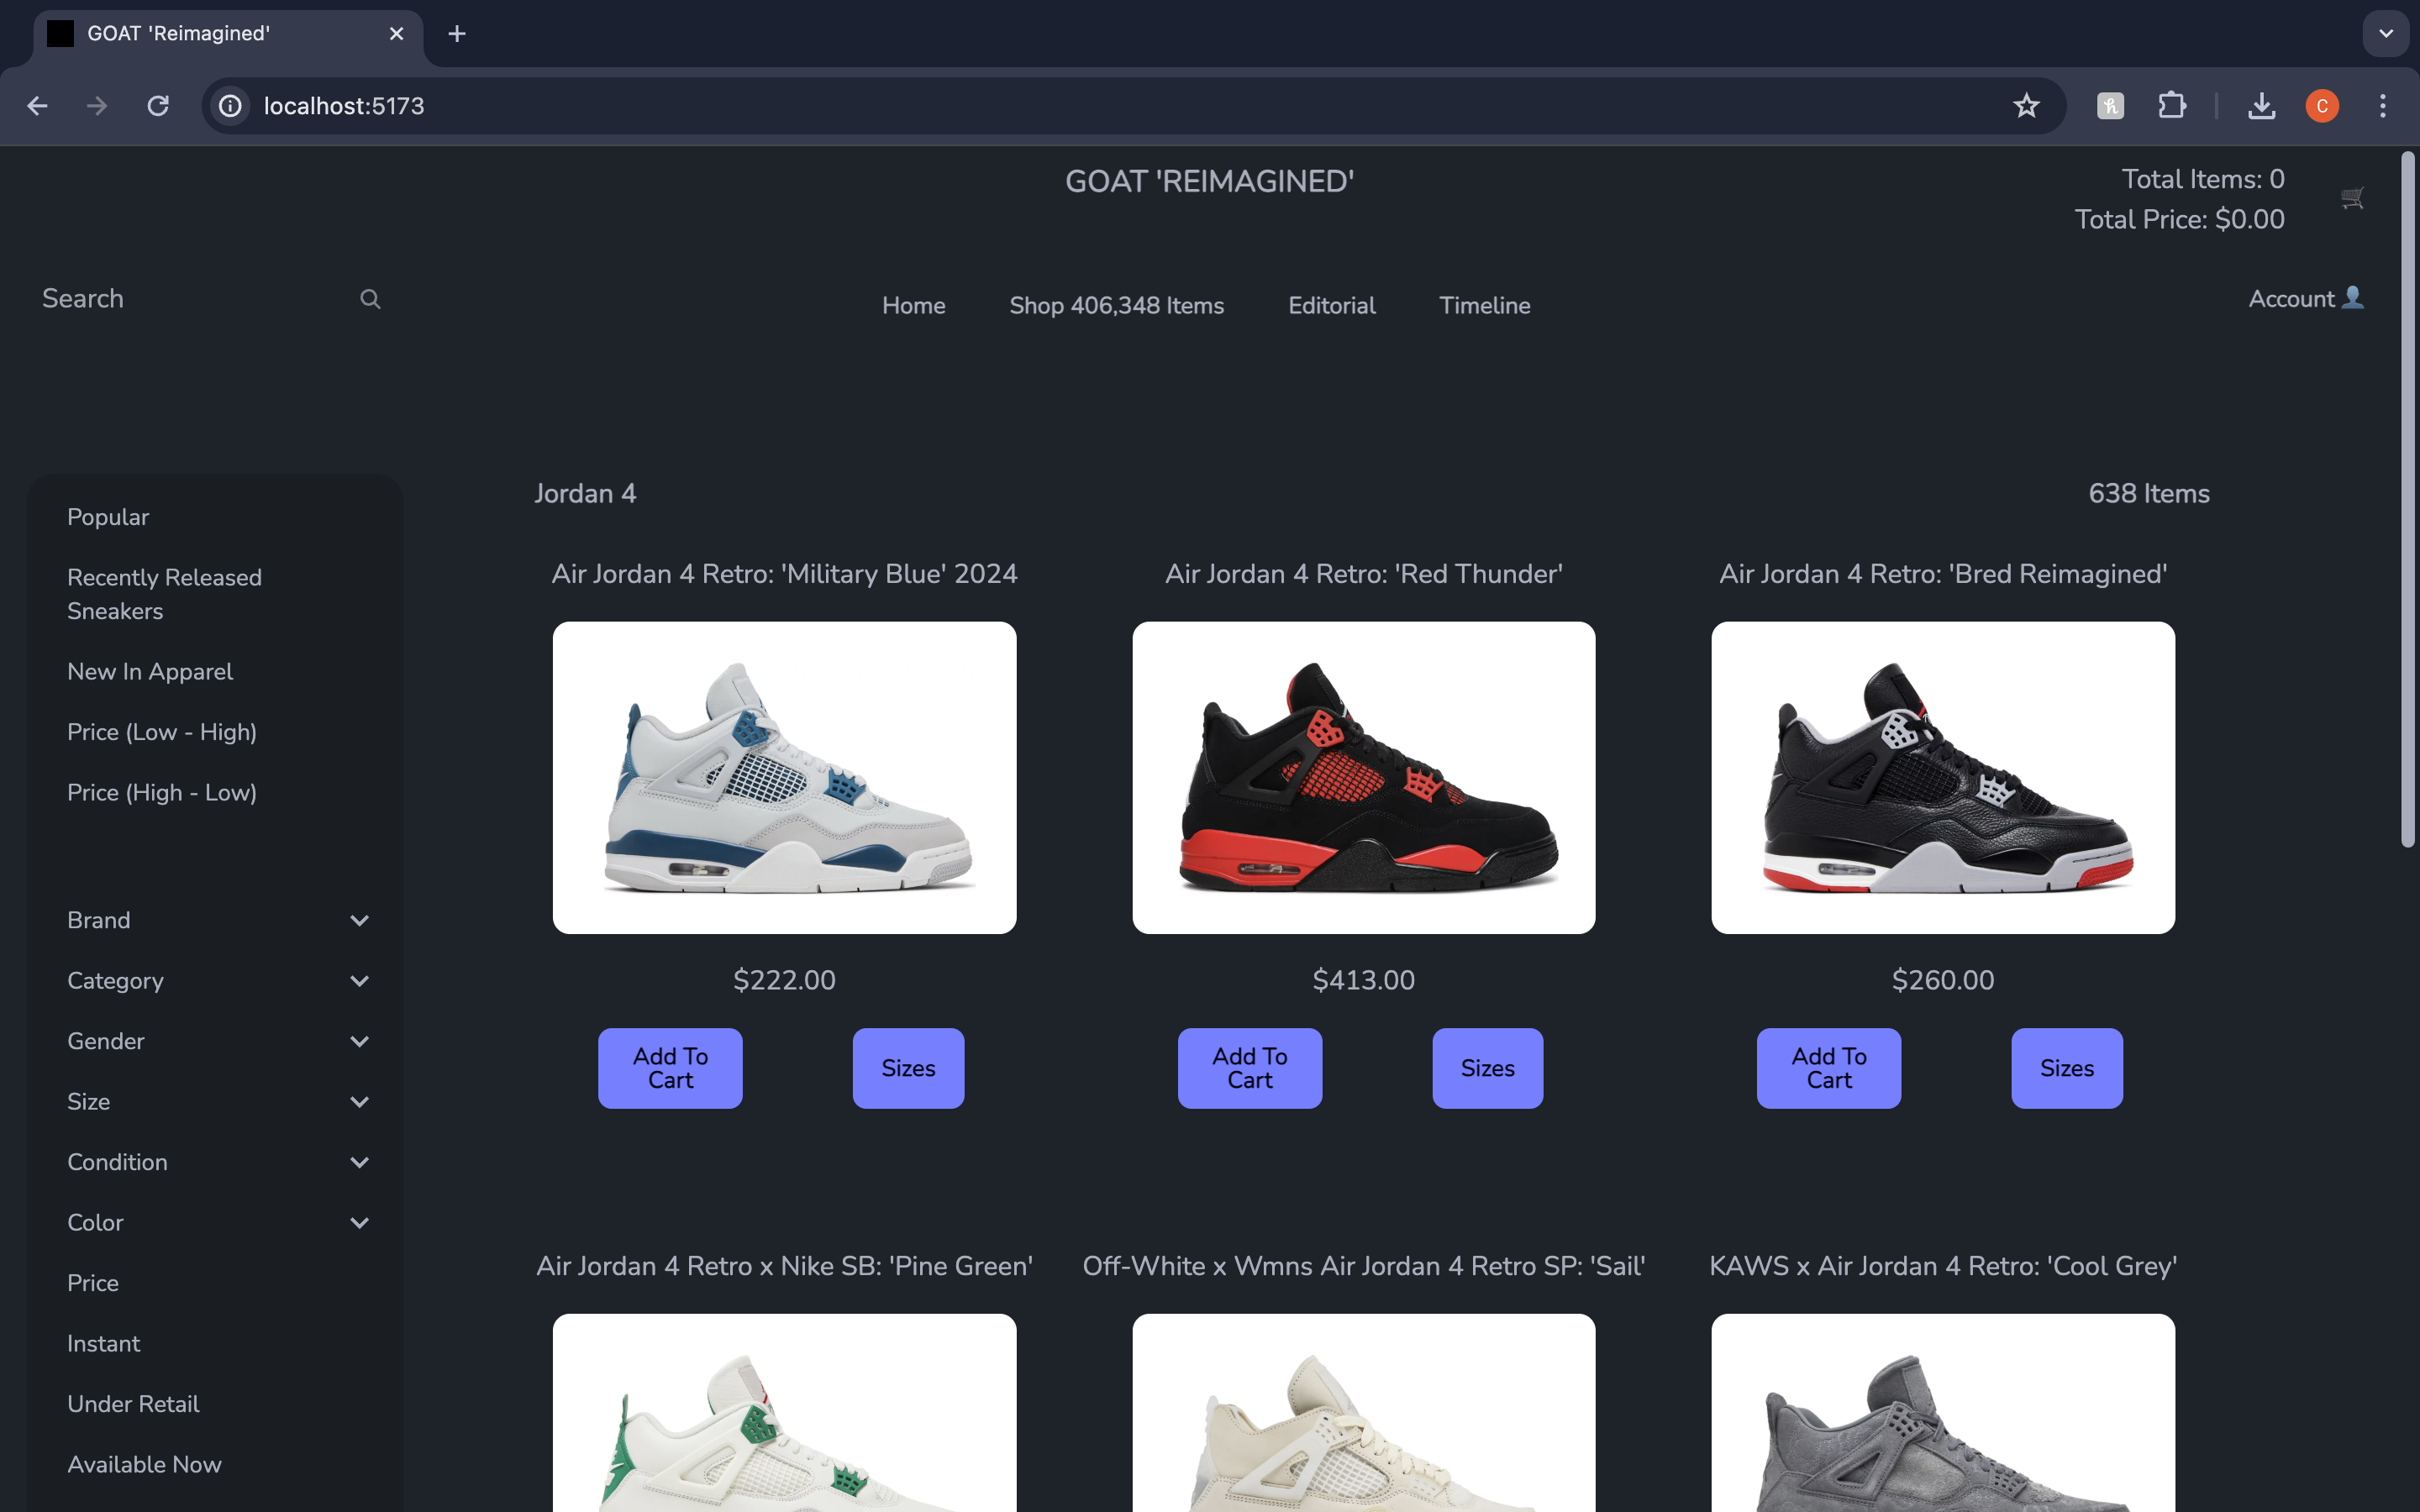 GOAT 'Reimagined'
localhost:5173
C
GOAT 'REIMAGINED'
Total Items: 0
Total Price: $0.00
Search
Home
Shop 406,348 Items
Editorial
Timeline
Account
Popular
Recently Released
Sneakers
New In Apparel
Price (Low - High)
Price (High - Low)
Brand
Category
Gender
Size
Condition
Color
Price
Instant
Under Retail
Available Now
Jordan 4
638 Items
Air Jordan 4 Retro: 'Military Blue' 2024
$222.00
Add To
Cart
Sizes
Air Jordan 4 Retro: 'Red Thunder'
$413.00
Add To
Cart
Sizes
Air Jordan 4 Retro: 'Bred Reimagined'
$260.00
Add To
Cart
Sizes
Air Jordan 4 Retro x Nike SB: 'Pine Green'
Off-White x Wmns Air Jordan 4 Retro SP: 'Sail'
KAWS x Air Jordan 4 Retro: 'Cool Grey'